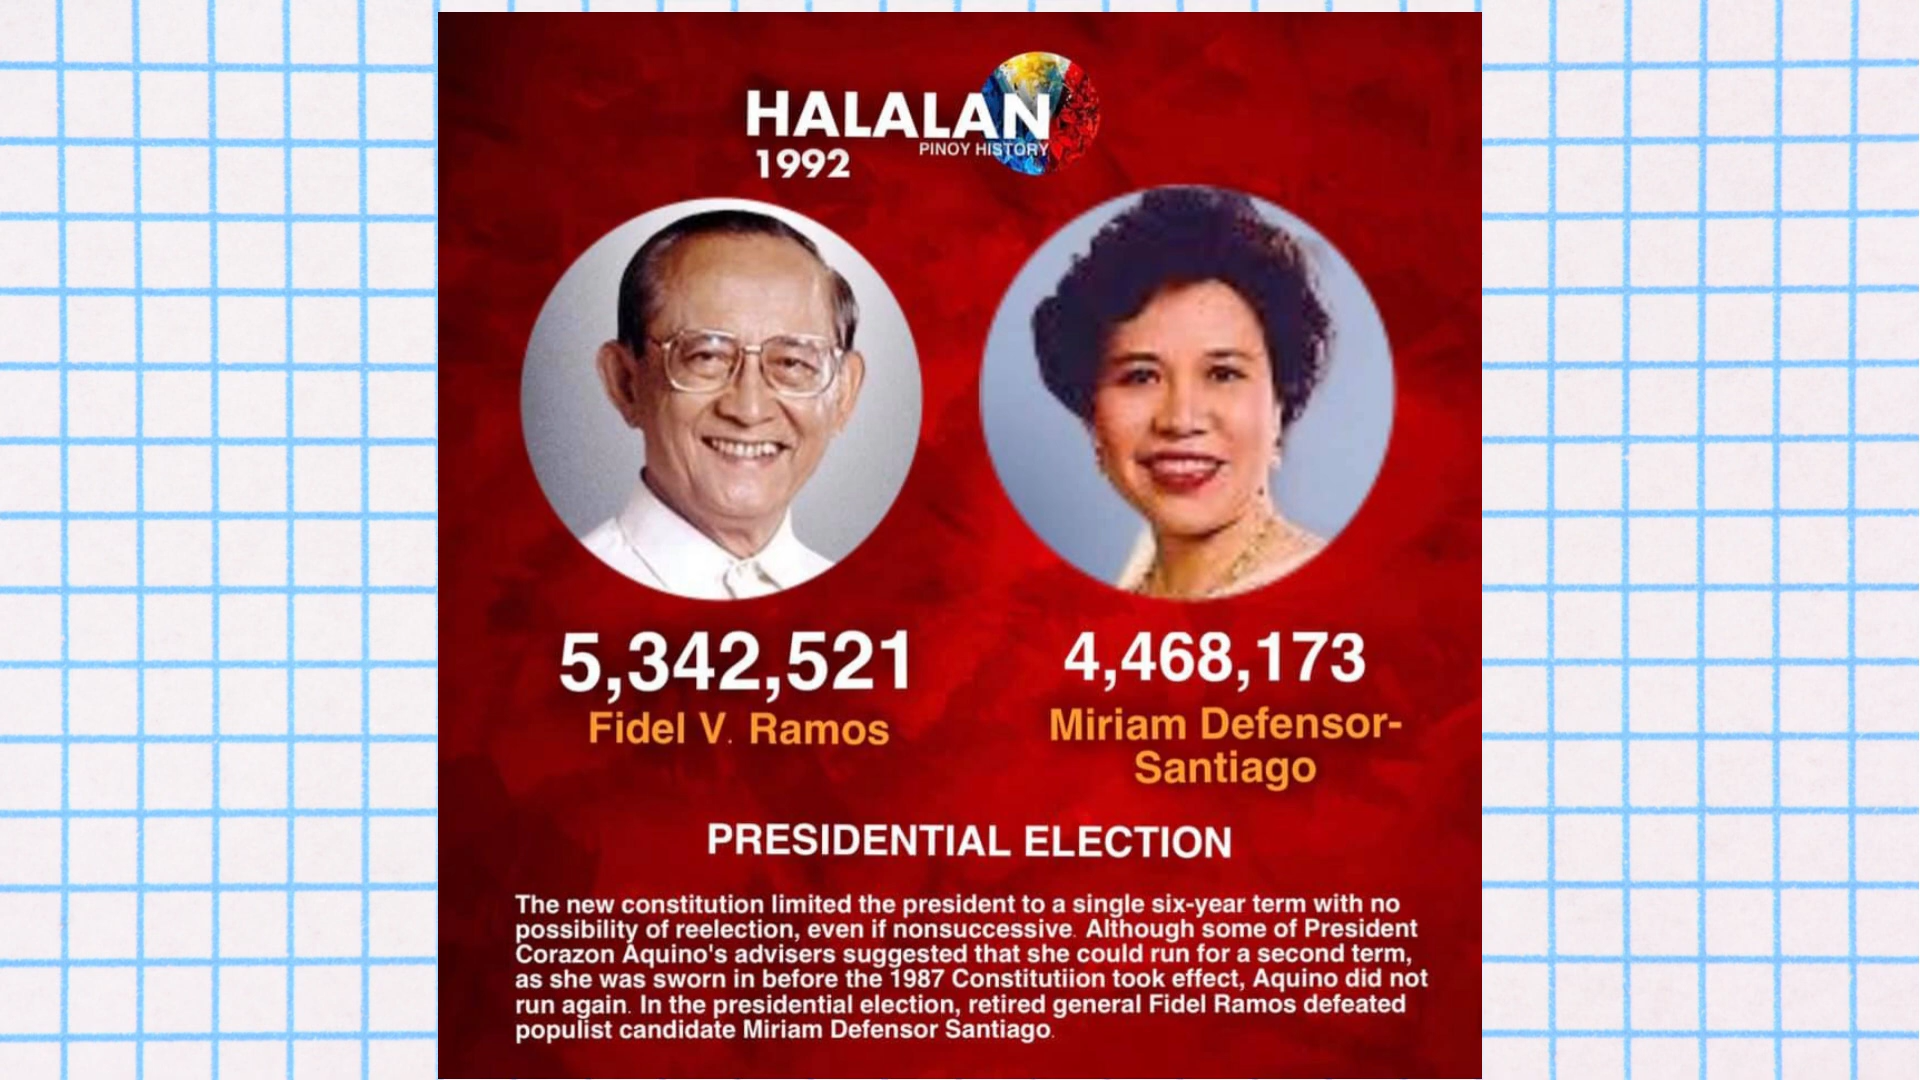 HALALAN
PINOY HISTORY
1992
5,342,521
Fidel V. Ramos
4,468,173
Miriam Defensor-
Santiago
PRESIDENTIAL ELECTION
The new constitution limited the president to a single six-year term with no
possibility of reelection, even if nonsuccessive. Although some of President
Corazon Aquino's advisers suggested that she could run for a second term,
as she was sworn in before the 1987 Constitutiion took effect, Aquino did not
run again. In the presidential election, retired general Fidel Ramos defeated
populist candidate Miriam Defensor Santiago.